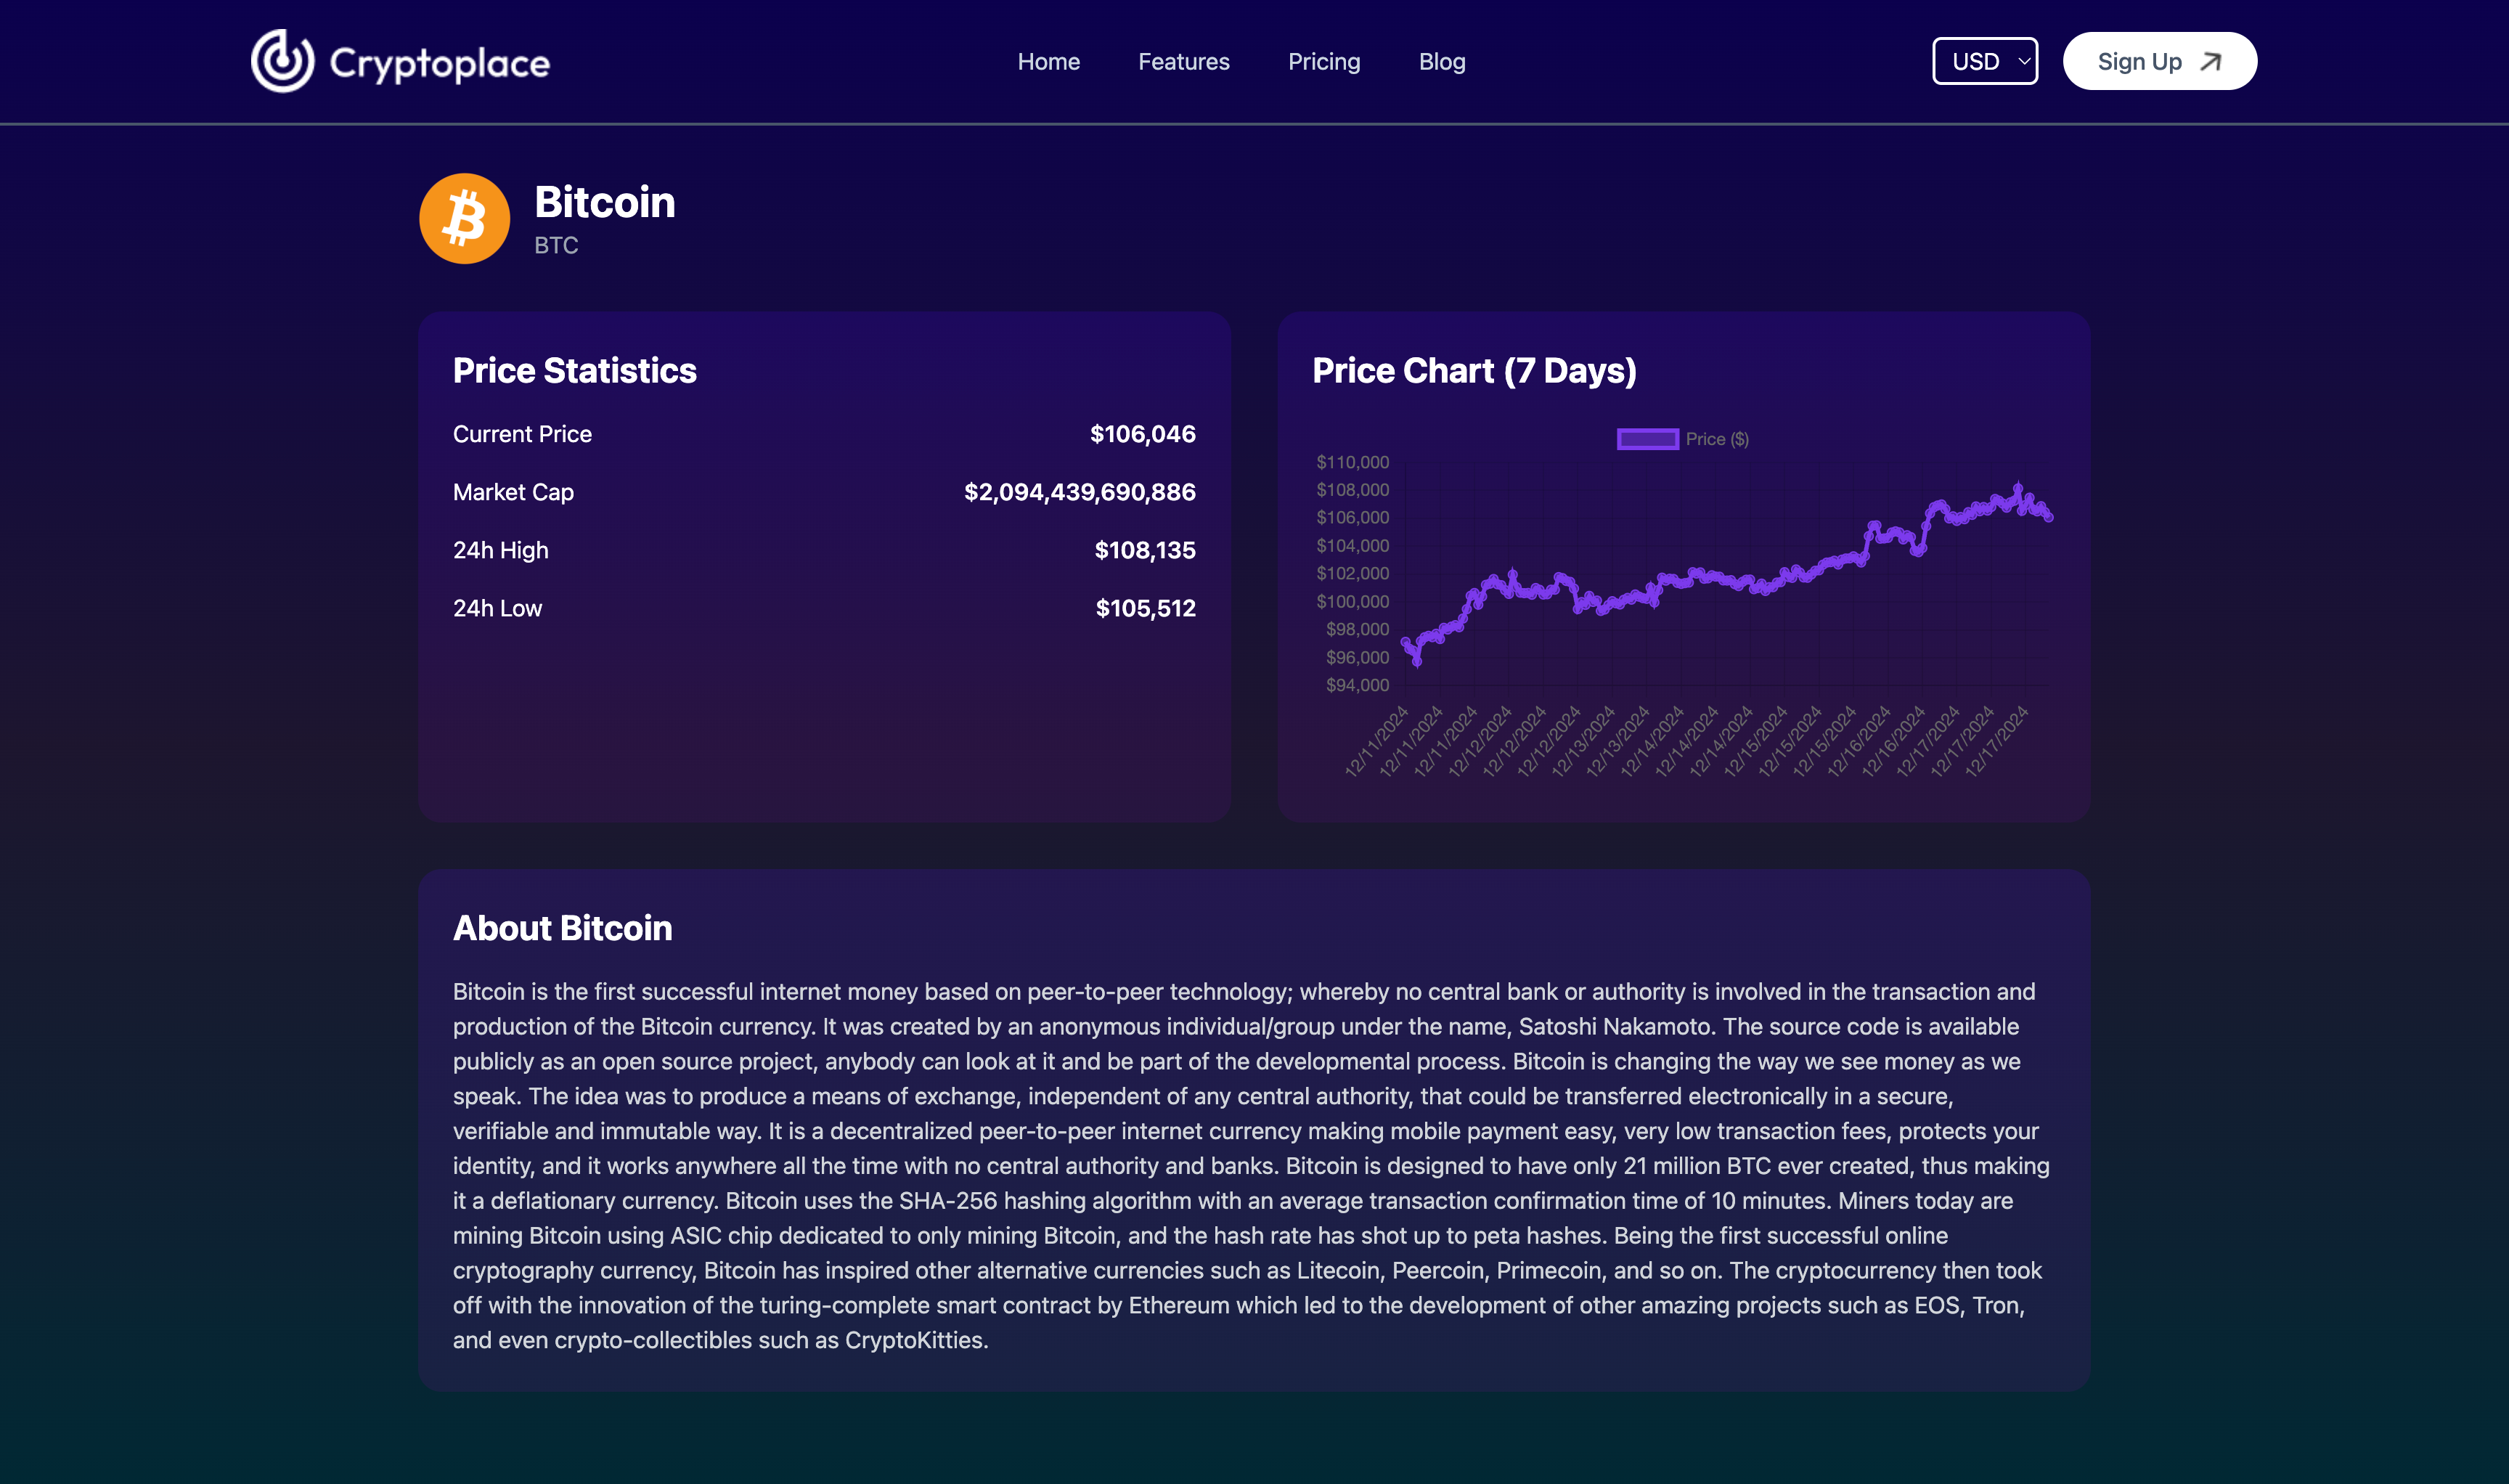 Cryptoplace
Home
Features
Pricing
Blog
USD
Sign Up
Bitcoin
BTC
Price Statistics
Current Price $106,046
Market Cap $2,094,439,690,886
24h High $108,135
24h Low $105,512
Price Chart (7 Days)
Price ($)
$110,000
$108,000
$106,000
$104,000
$102,000
$100,000
$98,000
$96,000
$94,000
12/11/2024
12/11/2024
12/11/2024
12/12/2024
12/12/2024
12/12/2024
12/13/2024
12/13/2024
12/14/2024
12/14/2024
12/14/2024
12/15/2024
12/15/2024
12/15/2024
12/16/2024
12/16/2024
12/17/2024
12/17/2024
12/17/2024
About Bitcoin
Bitcoin is the first successful internet money based on peer-to-peer technology; whereby no central bank or authority is involved in the transaction and
production of the Bitcoin currency. It was created by an anonymous individual/group under the name, Satoshi Nakamoto. The source code is available
publicly as an open source project, anybody can look at it and be part of the developmental process. Bitcoin is changing the way we see money as we
speak. The idea was to produce a means of exchange, independent of any central authority, that could be transferred electronically in a secure,
verifiable and immutable way. It is a decentralized peer-to-peer internet currency making mobile payment easy, very low transaction fees, protects your
identity, and it works anywhere all the time with no central authority and banks. Bitcoin is designed to have only 21 million BTC ever created, thus making
it a deflationary currency. Bitcoin uses the SHA-256 hashing algorithm with an average transaction confirmation time of 10 minutes. Miners today are
mining Bitcoin using ASIC chip dedicated to only mining Bitcoin, and the hash rate has shot up to peta hashes. Being the first successful online
cryptography currency, Bitcoin has inspired other alternative currencies such as Litecoin, Peercoin, Primecoin, and so on. The cryptocurrency then took
off with the innovation of the turing-complete smart contract by Ethereum which led to the development of other amazing projects such as EOS, Tron,
and even crypto-collectibles such as CryptoKitties.